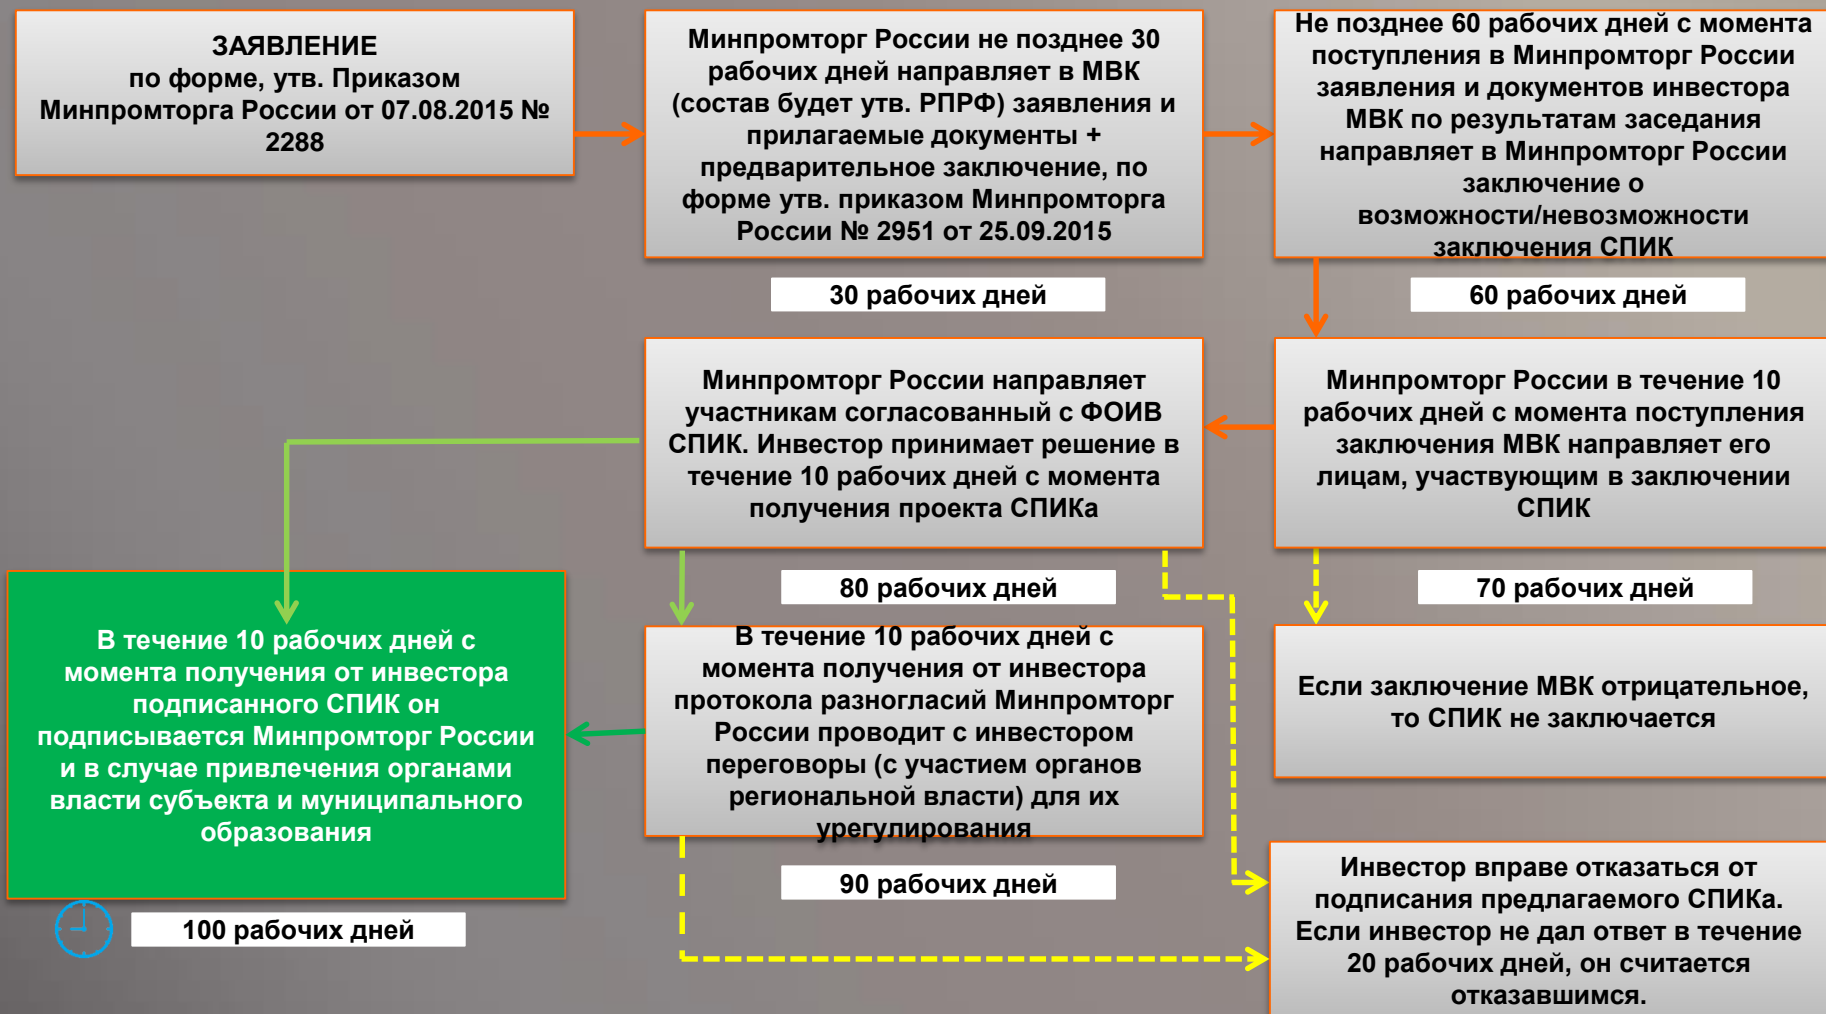 ЗАЯВЛЕНИЕ
по форме, утв. Приказом
Минпромторга России от 07.08.2015 №
2288
Минпромторг России не позднее 30
рабочих дней направляет в МВК
(состав будет утв. РПРФ) заявления и
прилагаемые документы +
предварительное заключение, по
форме утв. приказом Минпромторга
России № 2951 от 25.09.2015
30 рабочих дней
Не позднее 60 рабочих дней с момента
поступления в Минпромторг России
заявления и документов инвестора
МВК по результатам заседания
направляет в Минпромторг России
заключение о
возможности/невозможности
заключения СПИК
60 рабочих дней
Минпромторг России в течение 10
рабочих дней с момента поступления
заключения МВК направляет его
лицам, участвующим в заключении
СПИК
70 рабочих дней
Минпромторг России направляет
участникам согласованный с ФОИВ
СПИК. Инвестор принимает решение в
течение 10 рабочих дней с момента
получения проекта СПИКа
80 рабочих дней
В течение 10 рабочих дней с
момента получения от инвестора
протокола разногласий Минпромторг
России проводит с инвестором
переговоры (с участием органов
региональной власти) для их
урегулирования
90 рабочих дней
В течение 10 рабочих дней с
момента получения от инвестора
подписанного СПИК он
подписывается Минпромторг России
и в случае привлечения органами
власти субъекта и муниципального
образования
100 рабочих дней
Если заключение МВК отрицательное,
то СПИК не заключается
Инвестор вправе отказаться от
подписания предлагаемого СПИКа.
Если инвестор не дал ответ в течение
20 рабочих дней, он считается
отказавшимся.